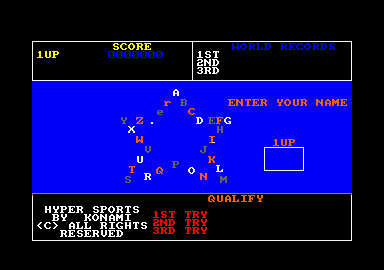 SCORE
1UP
WORLD RECORDS
1ST
2ND
3RD
A
r B
e C
Y Z . D E F G
X H
W I
V J
U K
T Q P O L
S R N M
ENTER YOUR NAME
1UP
QUALIFY
HYPER SPORTS
BY KONAMI
<C> ALL RIGHTS
RESERVED
1ST TRY
2ND TRY
3RD TRY